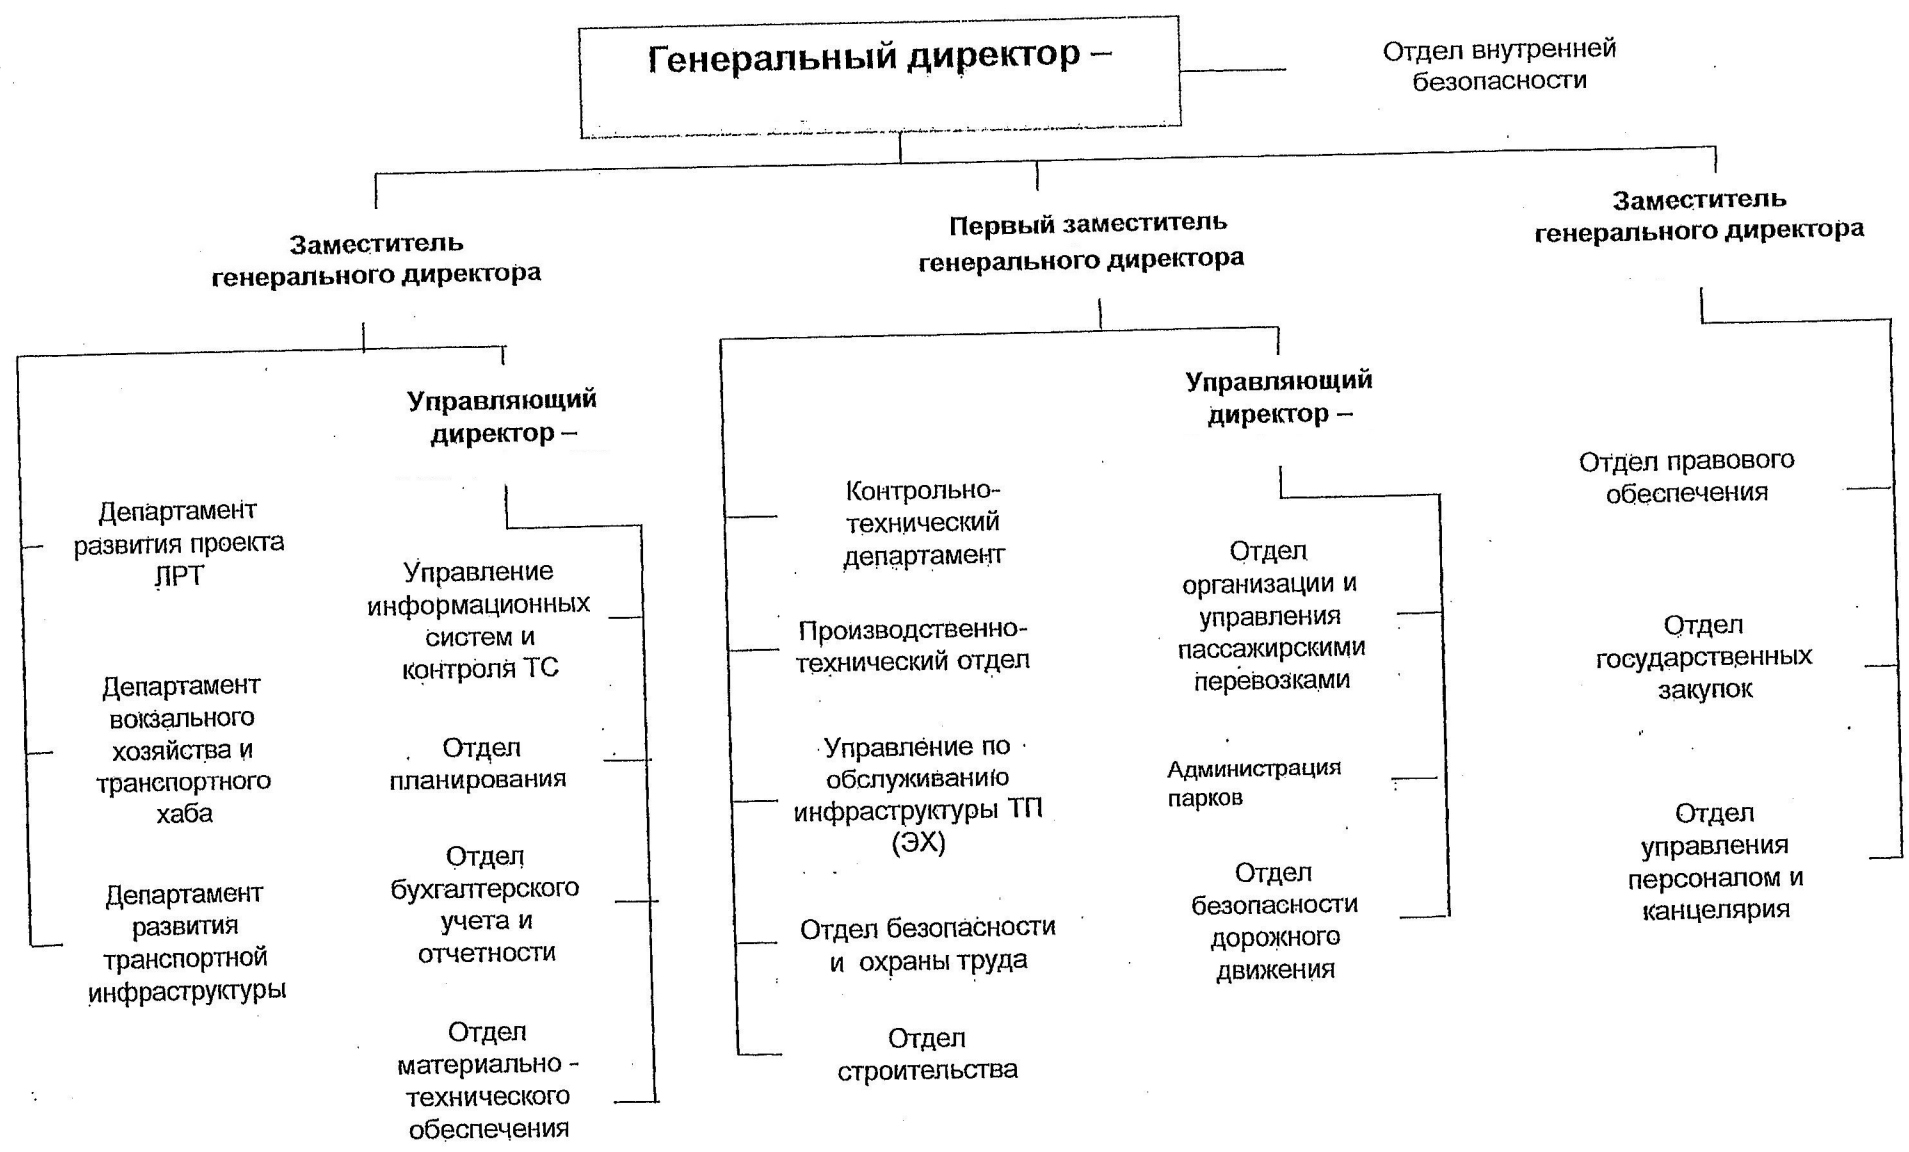 Генеральный директор –
Отдел внутренней
безопасности
Заместитель
генерального директора
Первый заместитель
генерального директора
Заместитель
генерального директора
Управляющий
директор –
Департамент
развития проекта
ЛРТ
Департамент
вокзального
хозяйства и
транспортного
хаба
Департамент
развития
транспортной
инфраструктуры
Управление
информационных
систем и
контроля ТС
Отдел
планирования
Отдел
бухгалтерского
учета и
отчетности
Отдел
материально -
технического
обеспечения
Управляющий
директор –
Контрольно-
технический
департамент
Производственно-
технический отдел
Управление по
обслуживанию
инфраструктуры ТП
(ЭХ)
Отдел безопасности
и охраны труда
Отдел
строительства
Отдел
организации и
управления
пассажирскими
перевозками
Администрация
парков
Отдел
безопасности
дорожного
движения
Отдел правового
обеспечения
Отдел
государственных
закупок
Отдел
управления
персоналом и
канцелярия